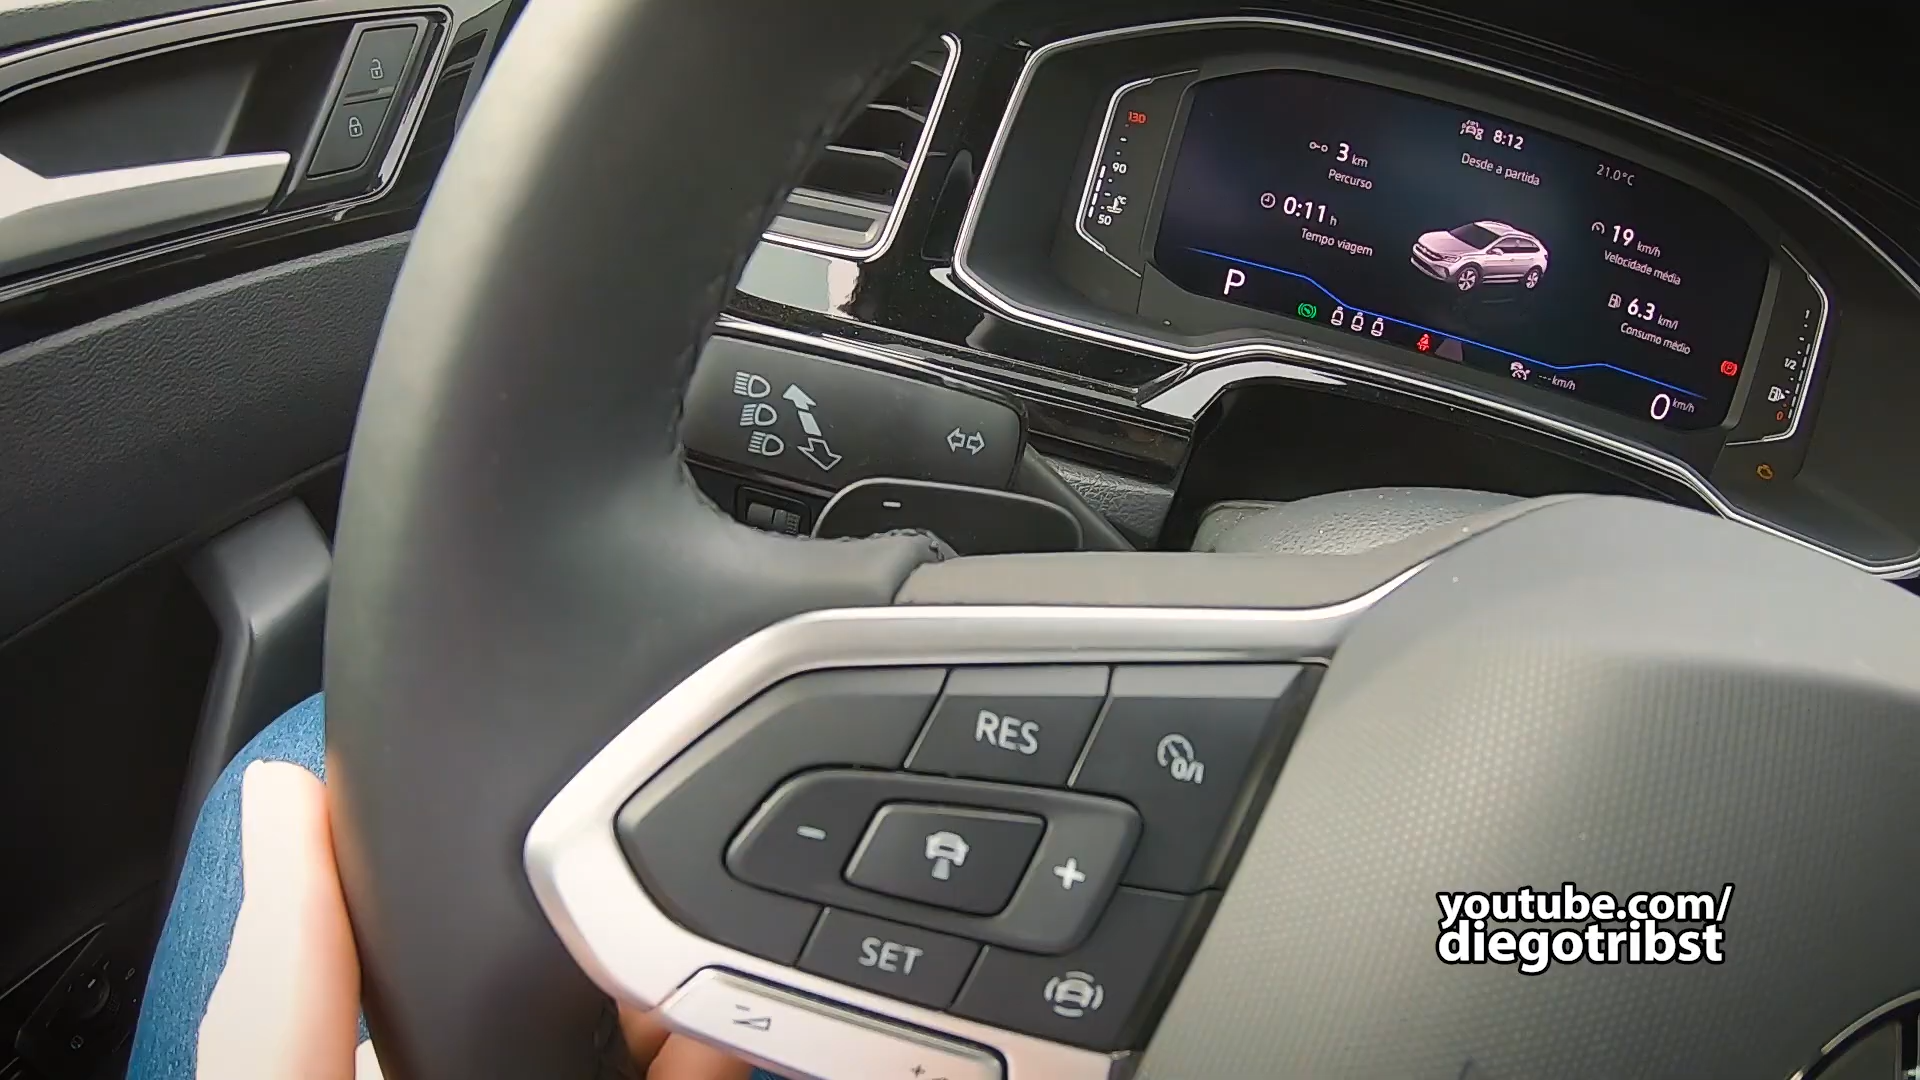 130
90
50
°C
3 km
Percurso
8:12
Desde a partida
21.0°C
0:11 h
Tempo viagem
19 km/h
Velocidade média
6.3 km/l
Consumo médio
P
--- km/h
0 km/h
1
1/2
0
RES
0/1
-
+
SET
youtube.com/
diegotribst